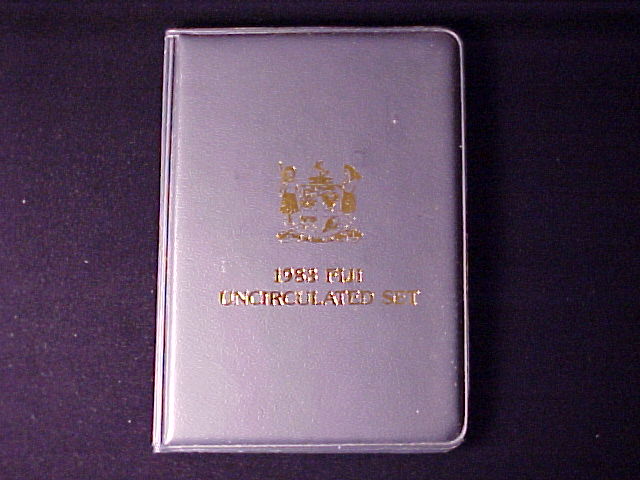 1988 FIJI
UNCIRCULATED SET